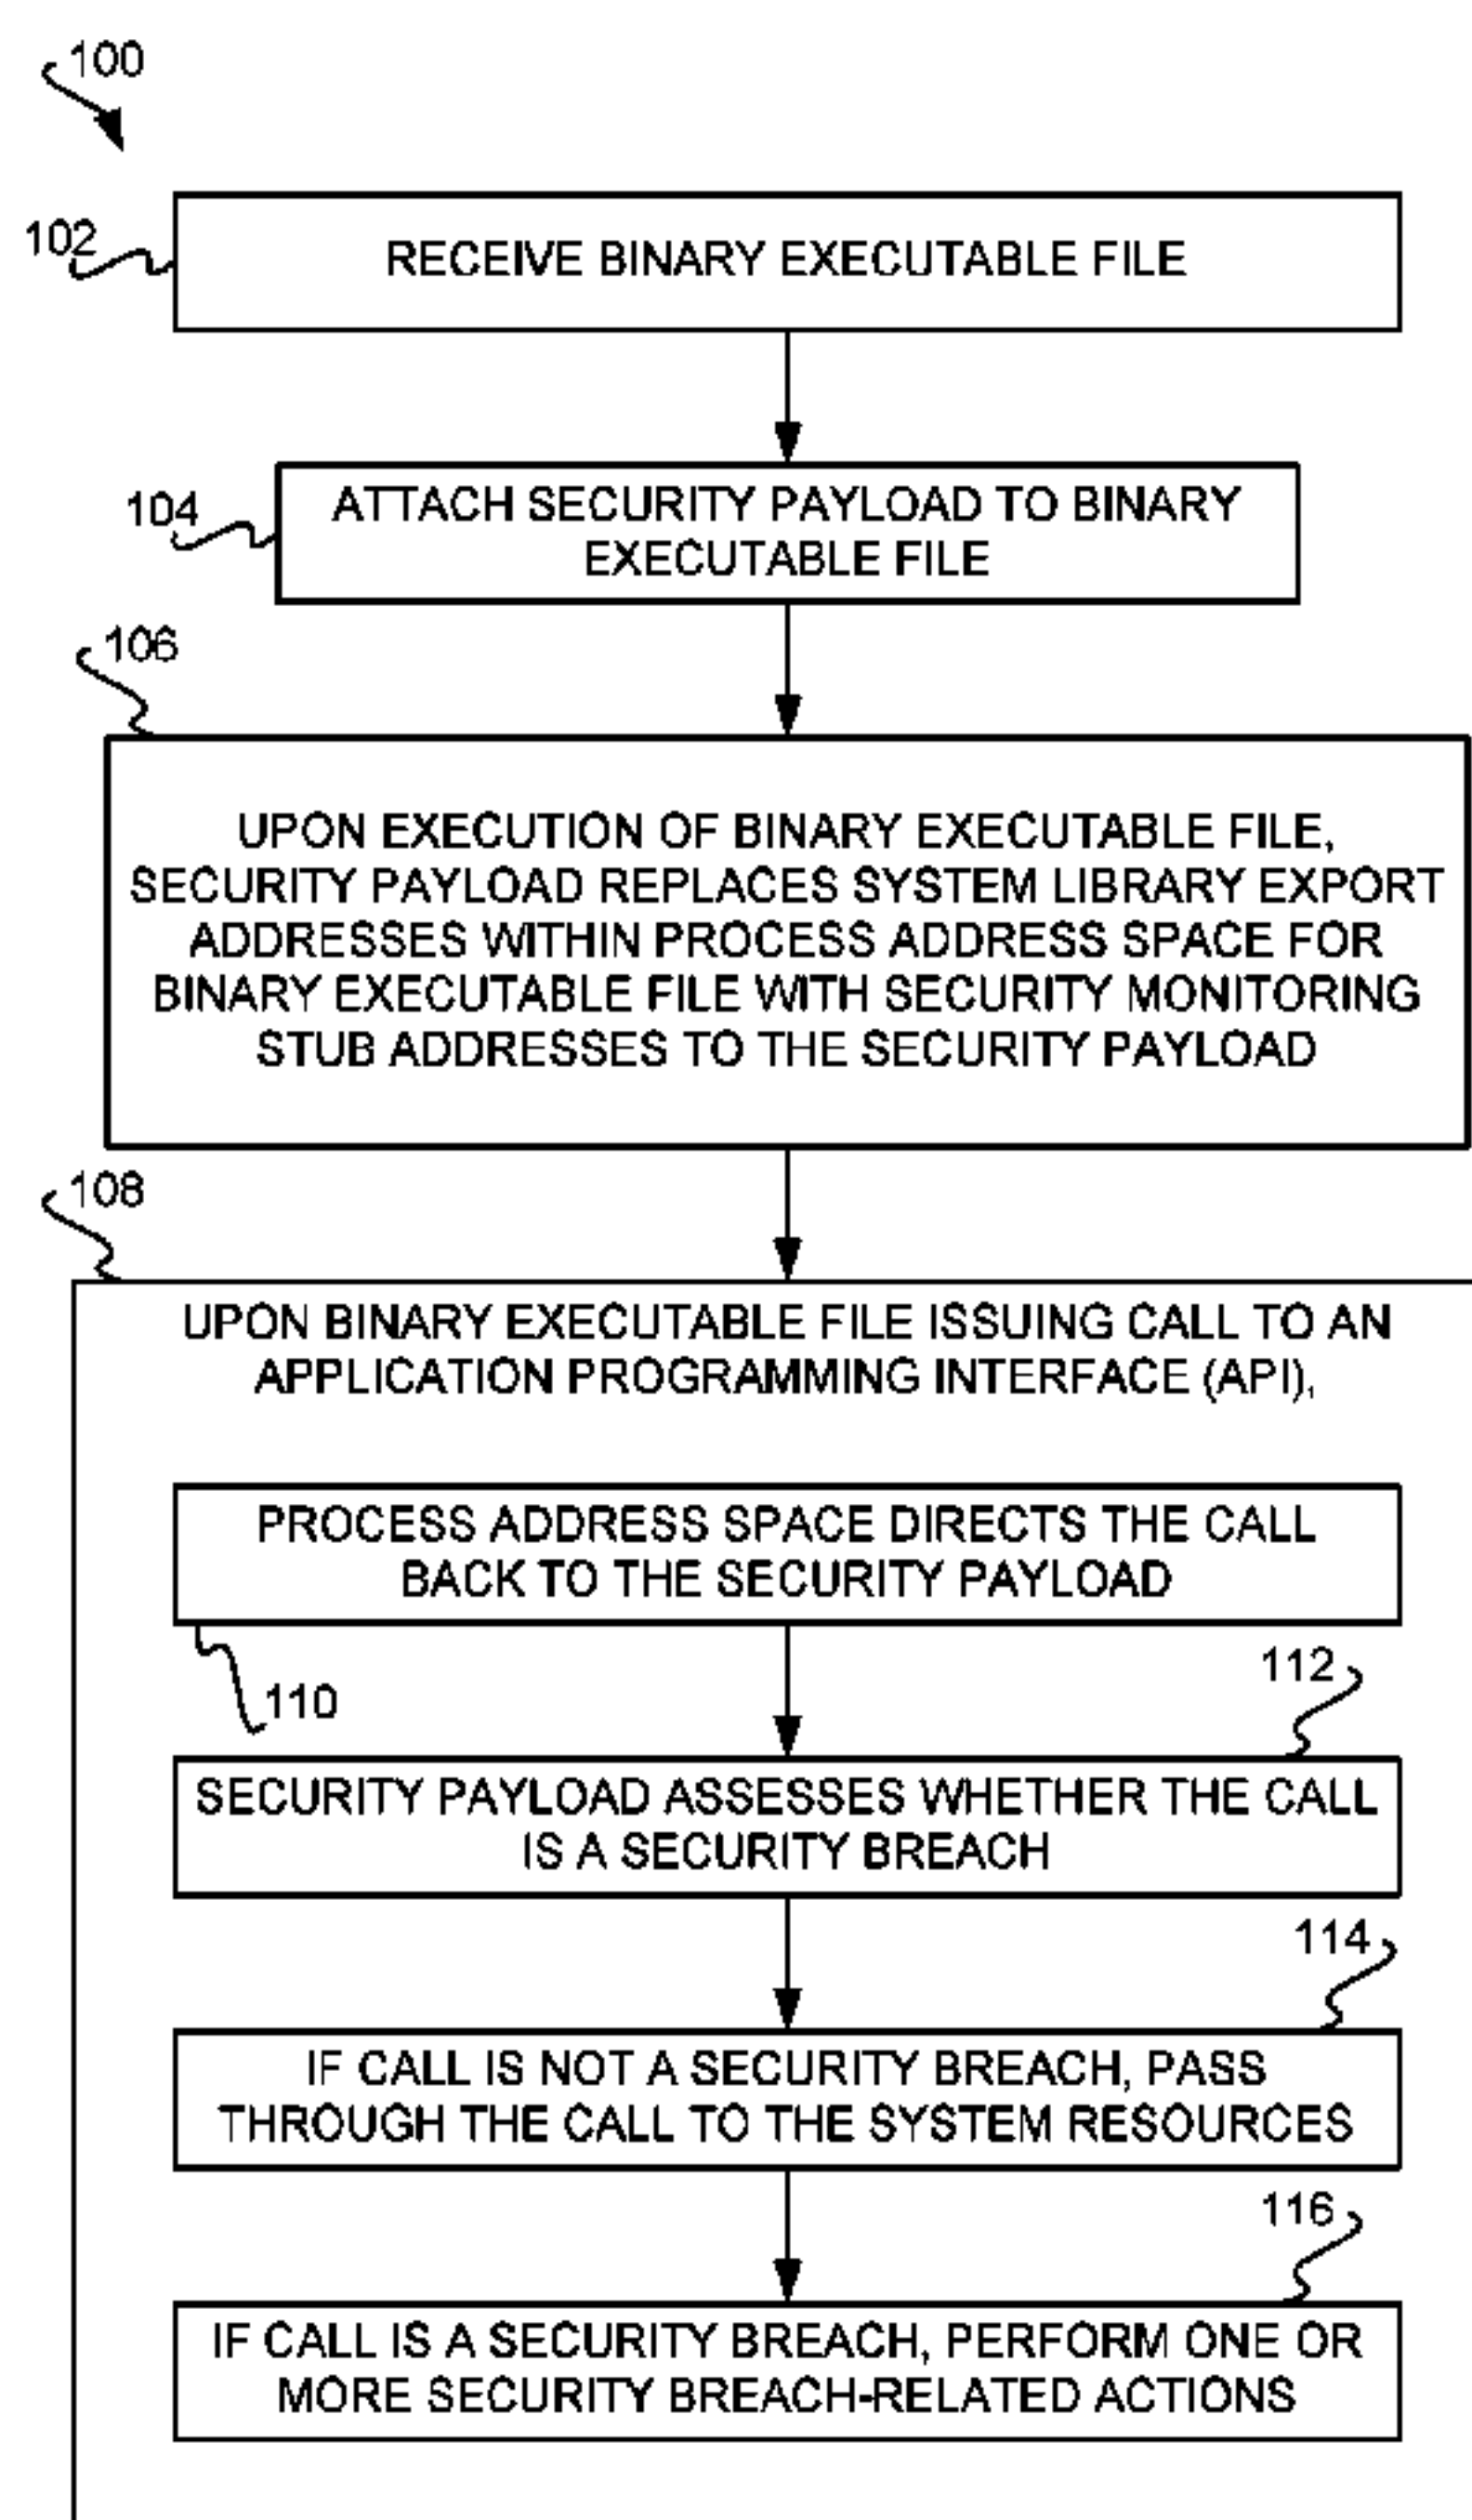 100
102
RECEIVE BINARY EXECUTABLE FILE
104
ATTACH SECURITY PAYLOAD TO BINARY
EXECUTABLE FILE
106
UPON EXECUTION OF BINARY EXECUTABLE FILE,
SECURITY PAYLOAD REPLACES SYSTEM LIBRARY EXPORT
ADDRESSES WITHIN PROCESS ADDRESS SPACE FOR
BINARY EXECUTABLE FILE WITH SECURITY MONITORING
STUB ADDRESSES TO THE SECURITY PAYLOAD
108
UPON BINARY EXECUTABLE FILE ISSUING CALL TO AN
APPLICATION PROGRAMMING INTERFACE (API),
PROCESS ADDRESS SPACE DIRECTS THE CALL
BACK TO THE SECURITY PAYLOAD
110
112
SECURITY PAYLOAD ASSESSES WHETHER THE CALL
IS A SECURITY BREACH
114
IF CALL IS NOT A SECURITY BREACH, PASS
THROUGH THE CALL TO THE SYSTEM RESOURCES
116
IF CALL IS A SECURITY BREACH, PERFORM ONE OR
MORE SECURITY BREACH-RELATED ACTIONS